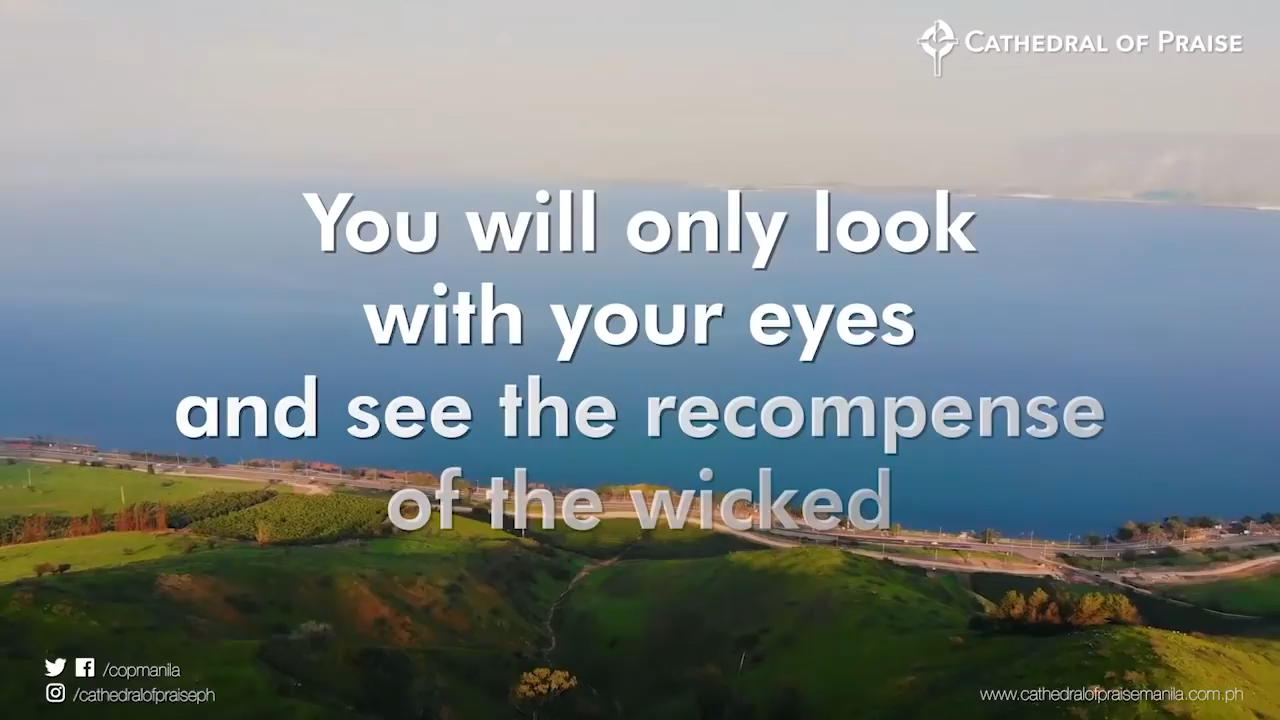 CATHEDRAL OF PRAISE
You will only look
with your eyes
and see the recompense
of the wicked
/copmanila
/cathedralofpraiseph
www.cathedralofpraisemanila.com.ph